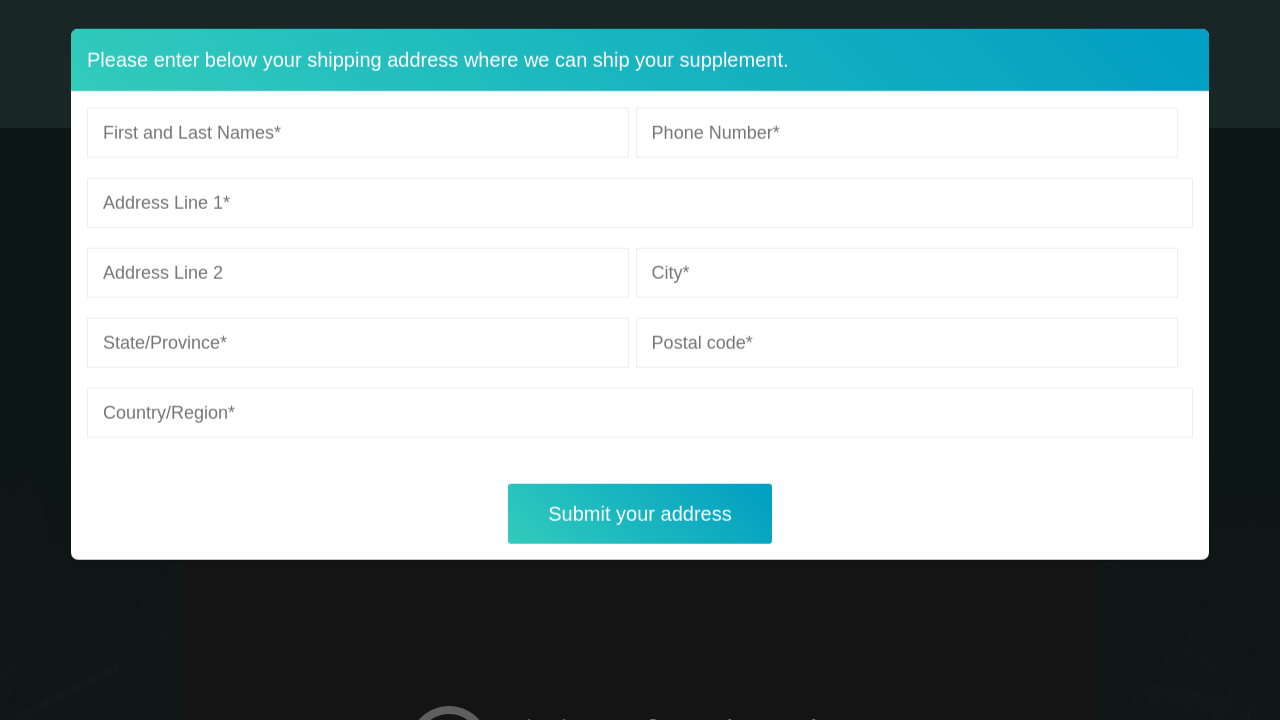 Please enter below your shipping address where we can ship your supplement.
First and Last Names*
Phone Number*
Address Line 1*
Address Line 2
City*
State/Province*
Postal code*
Country/Region*
Submit your address